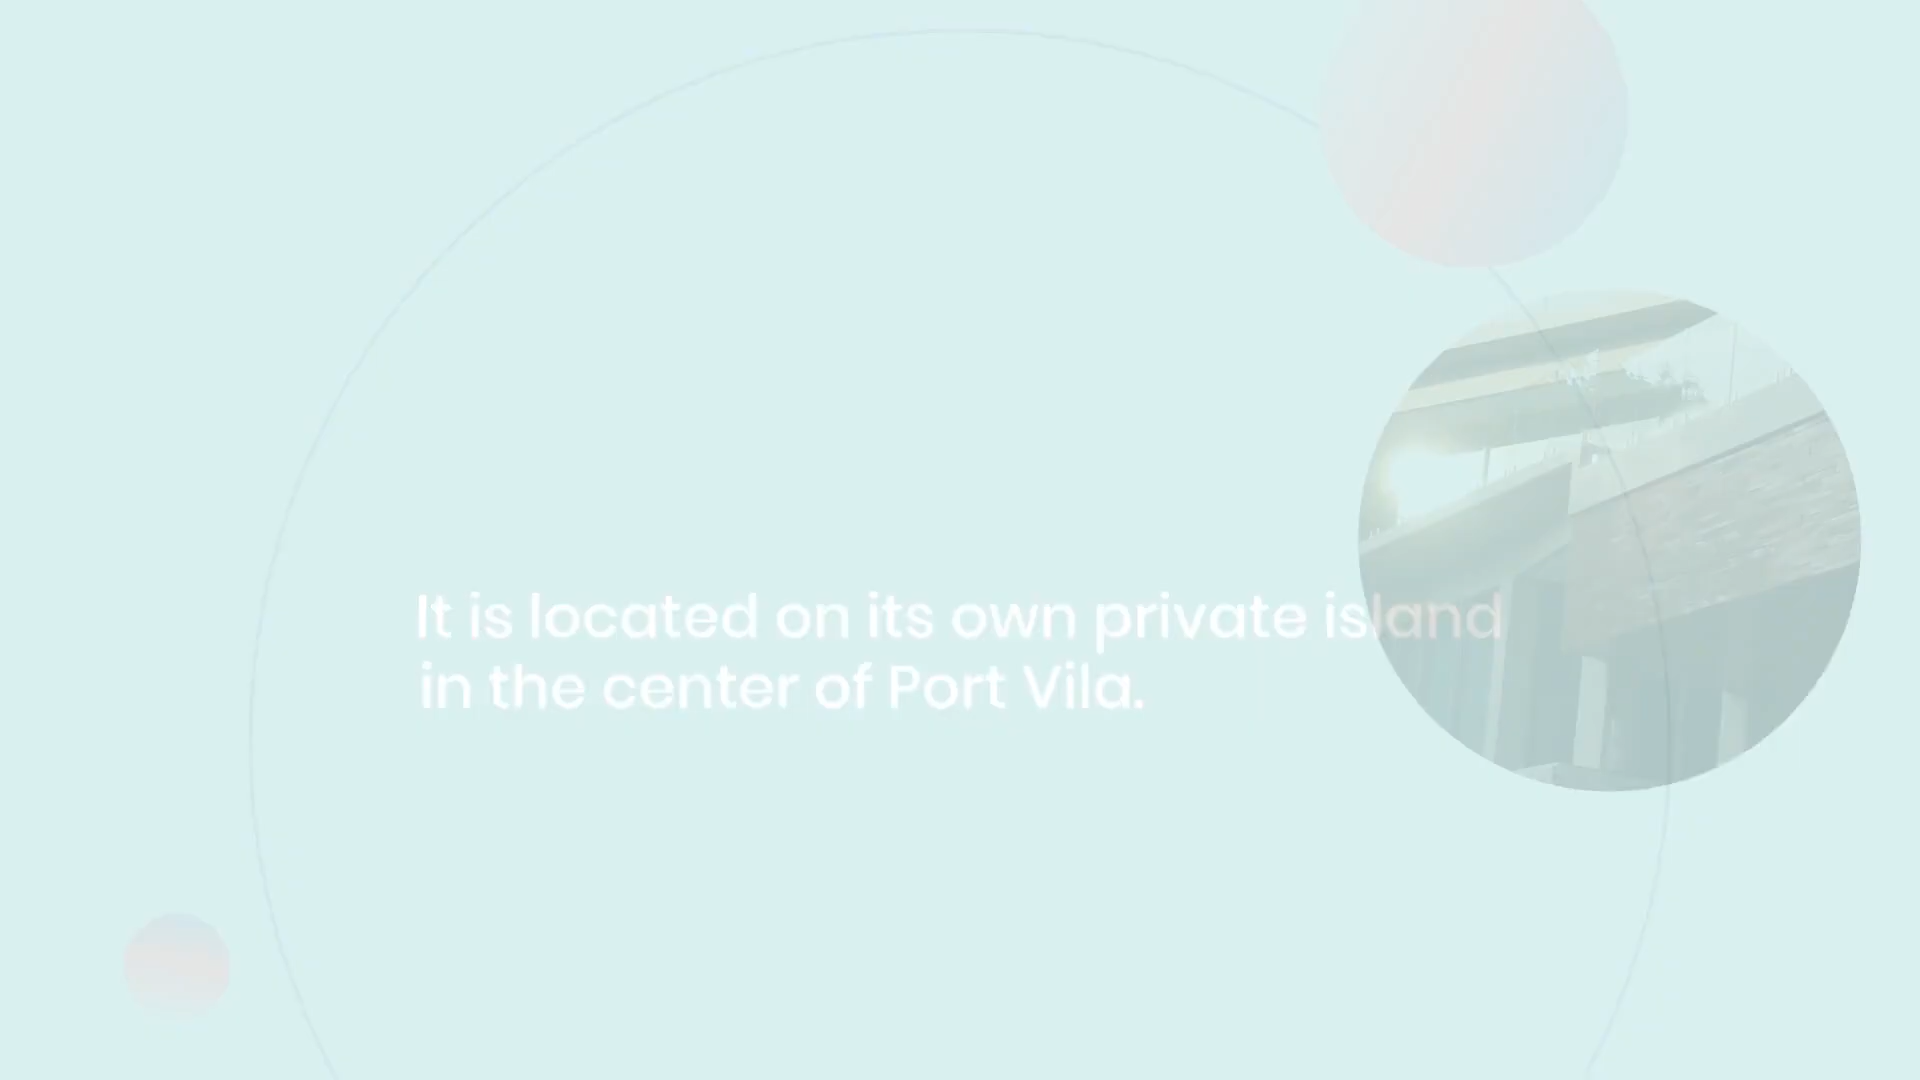 It is located on its own private island
in the center of Port Vila.